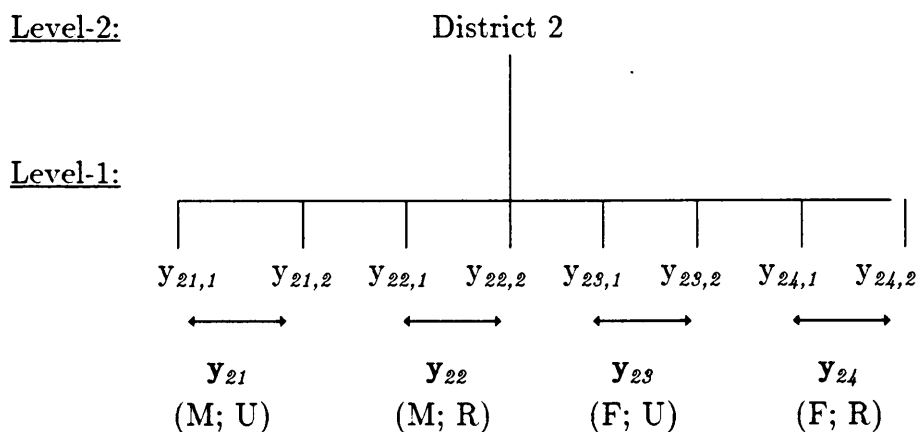 Level-2: District 2
Level-1:
y21,1 y21,2 y22,1 y22,2 y23,1 y23,2 y24,1 y24,2
y21 y22 y23 y24
(M; U) (M; R) (F; U) (F; R)